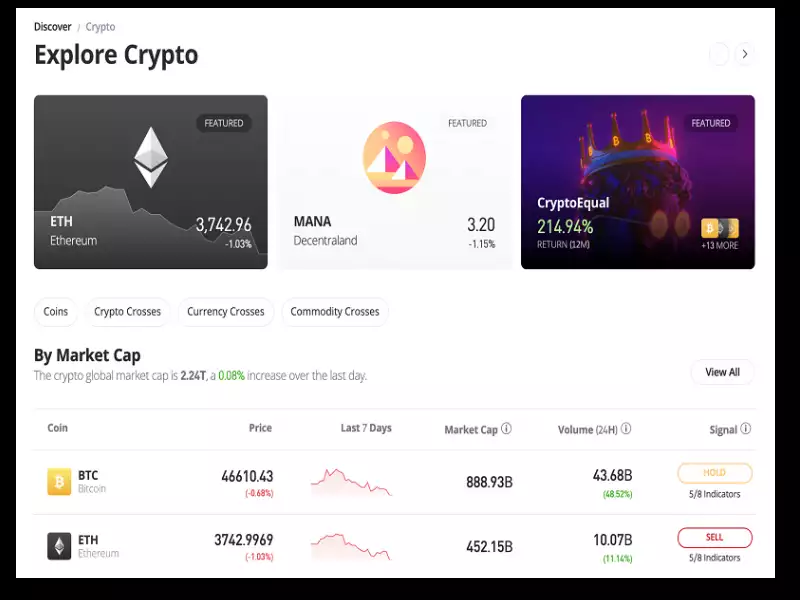 Discover / Crypto
Explore Crypto
FEATURED
ETH
Ethereum
3,742.96
-1.03%
FEATURED
MANA
Decentraland
3.20
-1.15%
FEATURED
CryptoEqual
214.94%
RETURN (12M)
+13 MORE
Coins
Crypto Crosses
Currency Crosses
Commodity Crosses
By Market Cap
The crypto global market cap is 2.24T, a 0.08% increase over the last day.
View All
Coin Price Last 7 Days Market Cap Volume (24H) Signal
BTC
Bitcoin
46610.43
(-0.68%)
888.93B
43.68B
(48.52%)
HOLD
5/8 Indicators
ETH
Ethereum
3742.9969
(-1.03%)
452.15B
10.07B
(11.14%)
SELL
5/8 Indicators